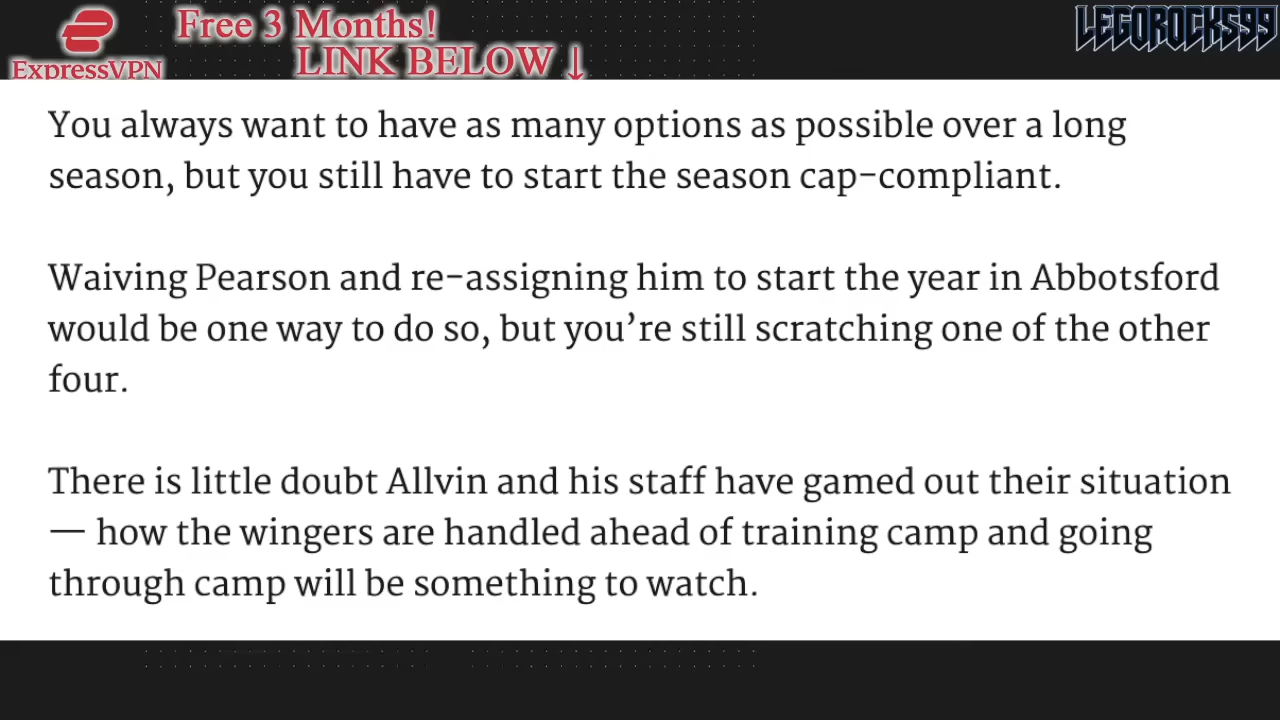 ExpressVPN
Free 3 Months!
LINK BELOW ↓
LEGOROCKS99
You always want to have as many options as possible over a long
season, but you still have to start the season cap-compliant.
Waiving Pearson and re-assigning him to start the year in Abbotsford
would be one way to do so, but you’re still scratching one of the other
four.
There is little doubt Allvin and his staff have gamed out their situation
— how the wingers are handled ahead of training camp and going
through camp will be something to watch.